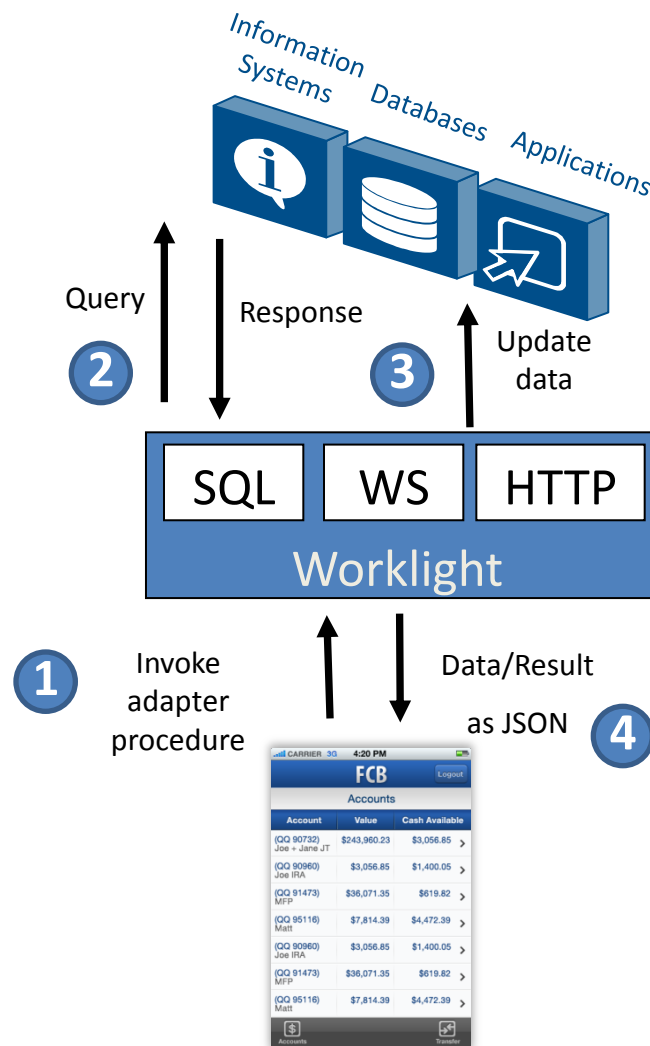 Information
Systems
Databases
Applications
Query
Response
2
3
Update
data
SQL WS HTTP
Worklight
1
Invoke
adapter
procedure
Data/Result
as JSON
4
CARRIER 3G 4:20 PM
FCB Logout
Accounts
Account Value Cash Available
(QQ 90732) $243,960.23 $3,056.85
Joe + Jane JT
(QQ 90960) $3,056.85 $1,400.05
Joe IRA
(QQ 91473) $36,071.35 $619.82
MFP
(QQ 95116) $7,814.39 $4,472.39
Matt
(QQ 90960) $3,056.85 $1,400.05
Joe IRA
(QQ 91473) $36,071.35 $619.82
MFP
(QQ 95116) $7,814.39 $4,472.39
Matt
$
Accounts Transfer